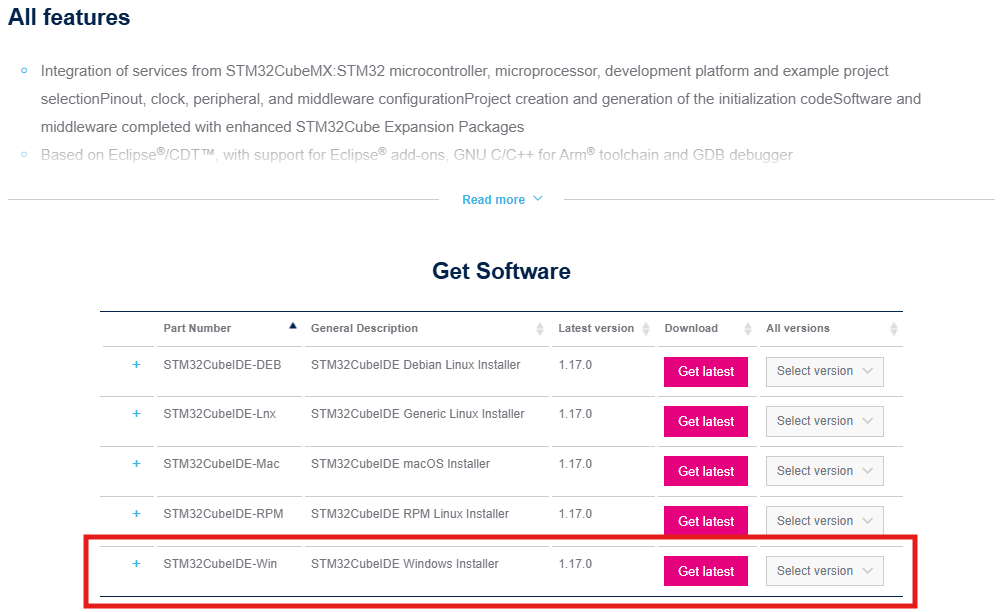 All features
Integration of services from STM32CubeMX:STM32 microcontroller, microprocessor, development platform and example project
selectionPinout, clock, peripheral, and middleware configurationProject creation and generation of the initialization codeSoftware and
middleware completed with enhanced STM32Cube Expansion Packages
Based on Eclipse®/CDT™, with support for Eclipse® add-ons, GNU C/C++ for Arm® toolchain and GDB debugger
Read more
Get Software
Part Number General Description Latest version Download All versions
+ STM32CubeIDE-DEB STM32CubeIDE Debian Linux Installer 1.17.0 Get latest Select version
+ STM32CubeIDE-Lnx STM32CubeIDE Generic Linux Installer 1.17.0 Get latest Select version
+ STM32CubeIDE-Mac STM32CubeIDE macOS Installer 1.17.0 Get latest Select version
+ STM32CubeIDE-RPM STM32CubeIDE RPM Linux Installer 1.17.0 Get latest Select version
+ STM32CubeIDE-Win STM32CubeIDE Windows Installer 1.17.0 Get latest Select version